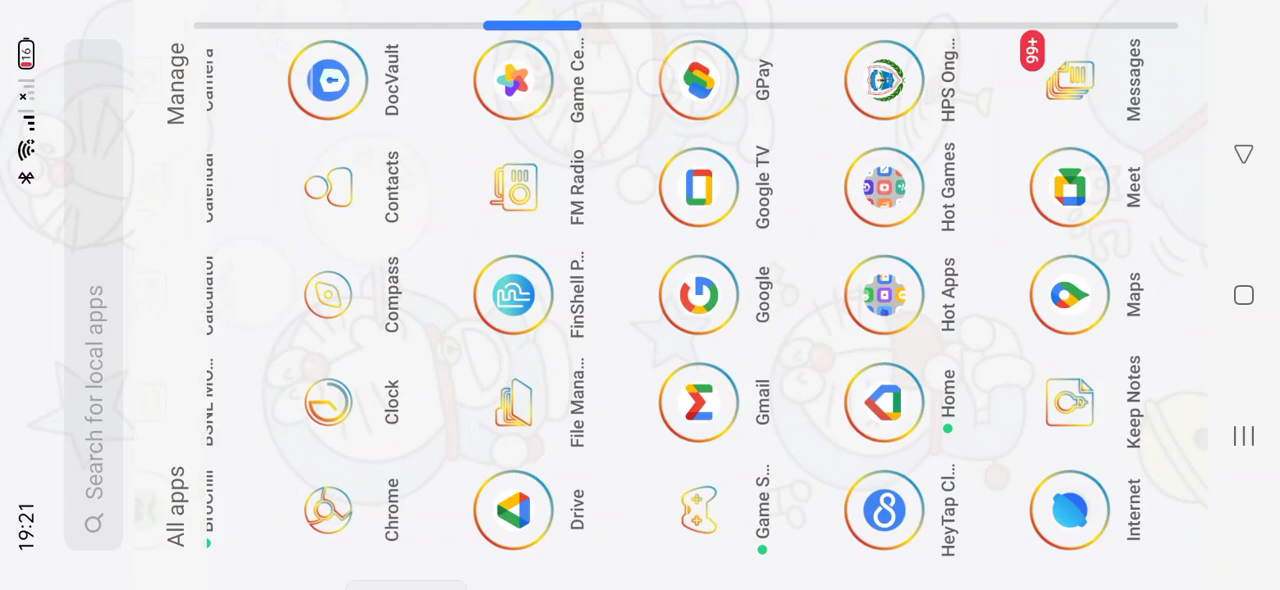 19:21
16
Search for local apps
All apps Manage
Chrome Clock Compass Contacts DocVault
Drive File Mana... FinShell P... FM Radio Game Ce...
Game S... Gmail Google Google TV GPay
HeyTap Cl... Home Hot Apps Hot Games HPS Ong...
99+
Internet Keep Notes Maps Meet Messages